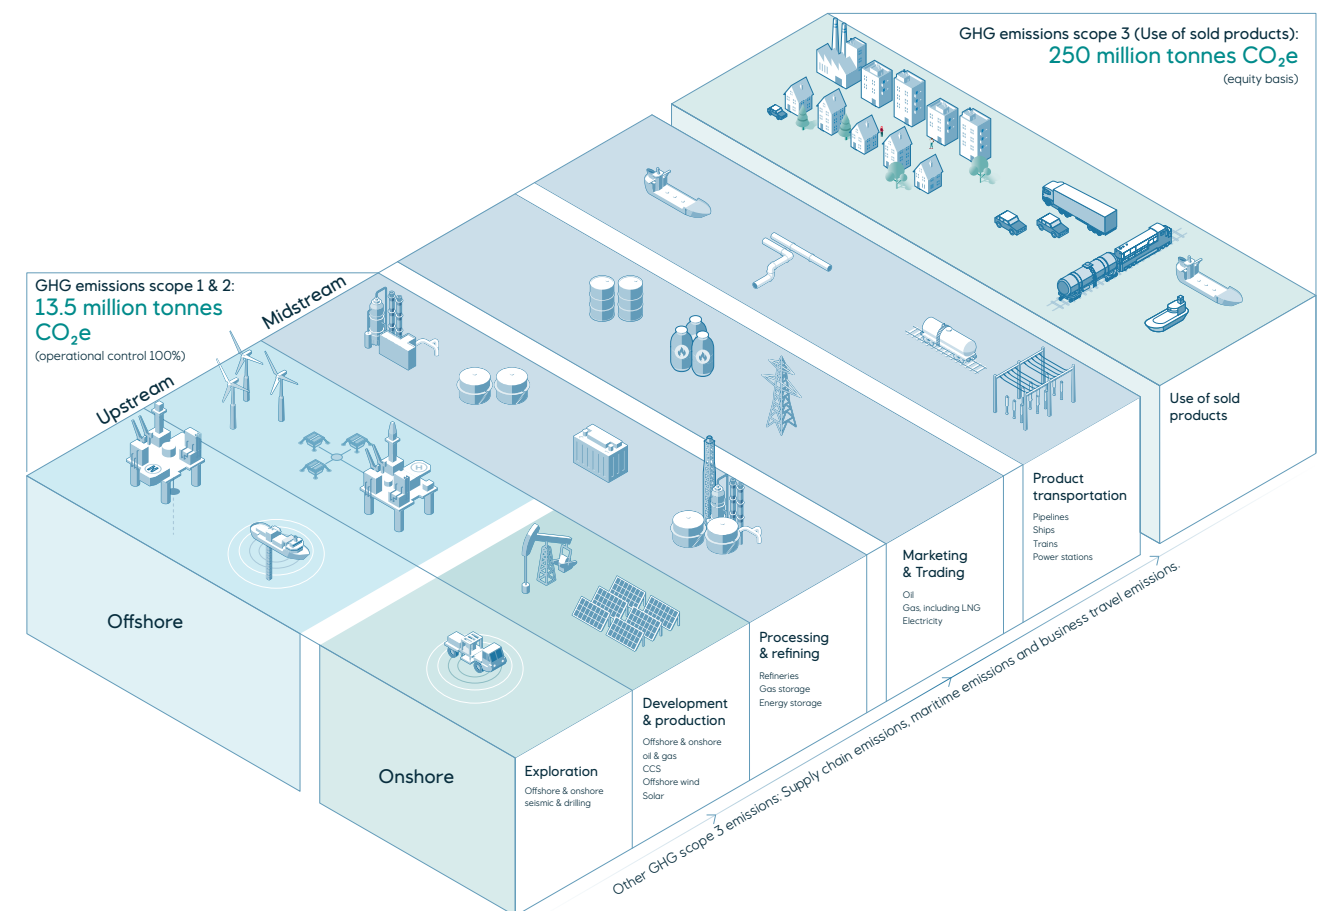 GHG emissions scope 3 (Use of sold products):
250 million tonnes CO₂e
(equity basis)
GHG emissions scope 1 & 2:
13.5 million tonnes
CO₂e
(operational control 100%)
Midstream
Upstream
Offshore
Onshore
Exploration
Offshore & onshore
seismic & drilling
Development
& production
Offshore & onshore
oil & gas
CCS
Offshore wind
Solar
Processing
& refining
Refineries
Gas storage
Energy storage
Marketing
& Trading
Oil
Gas, including LNG
Electricity
Product
transportation
Pipelines
Ships
Trains
Power stations
Use of sold
products
Other GHG scope 3 emissions: Supply chain emissions, maritime emissions and business travel emissions.
H
H